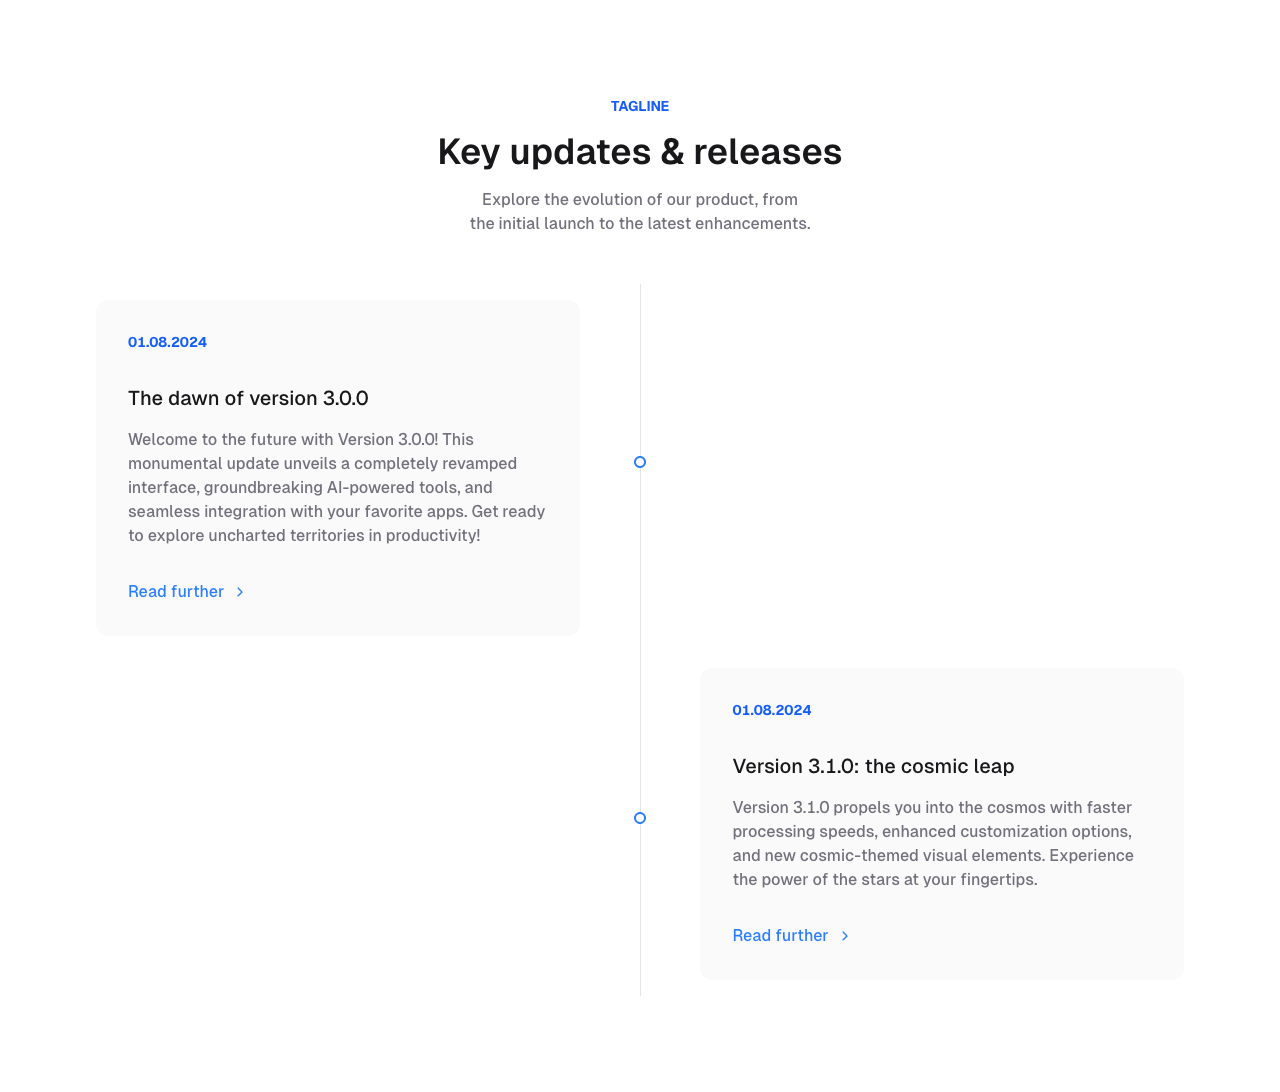 TAGLINE
Key updates & releases
Explore the evolution of our product, from
the initial launch to the latest enhancements.
01.08.2024
The dawn of version 3.0.0
Welcome to the future with Version 3.0.0! This
monumental update unveils a completely revamped
interface, groundbreaking AI-powered tools, and
seamless integration with your favorite apps. Get ready
to explore uncharted territories in productivity!
Read further
01.08.2024
Version 3.1.0: the cosmic leap
Version 3.1.0 propels you into the cosmos with faster
processing speeds, enhanced customization options,
and new cosmic-themed visual elements. Experience
the power of the stars at your fingertips.
Read further